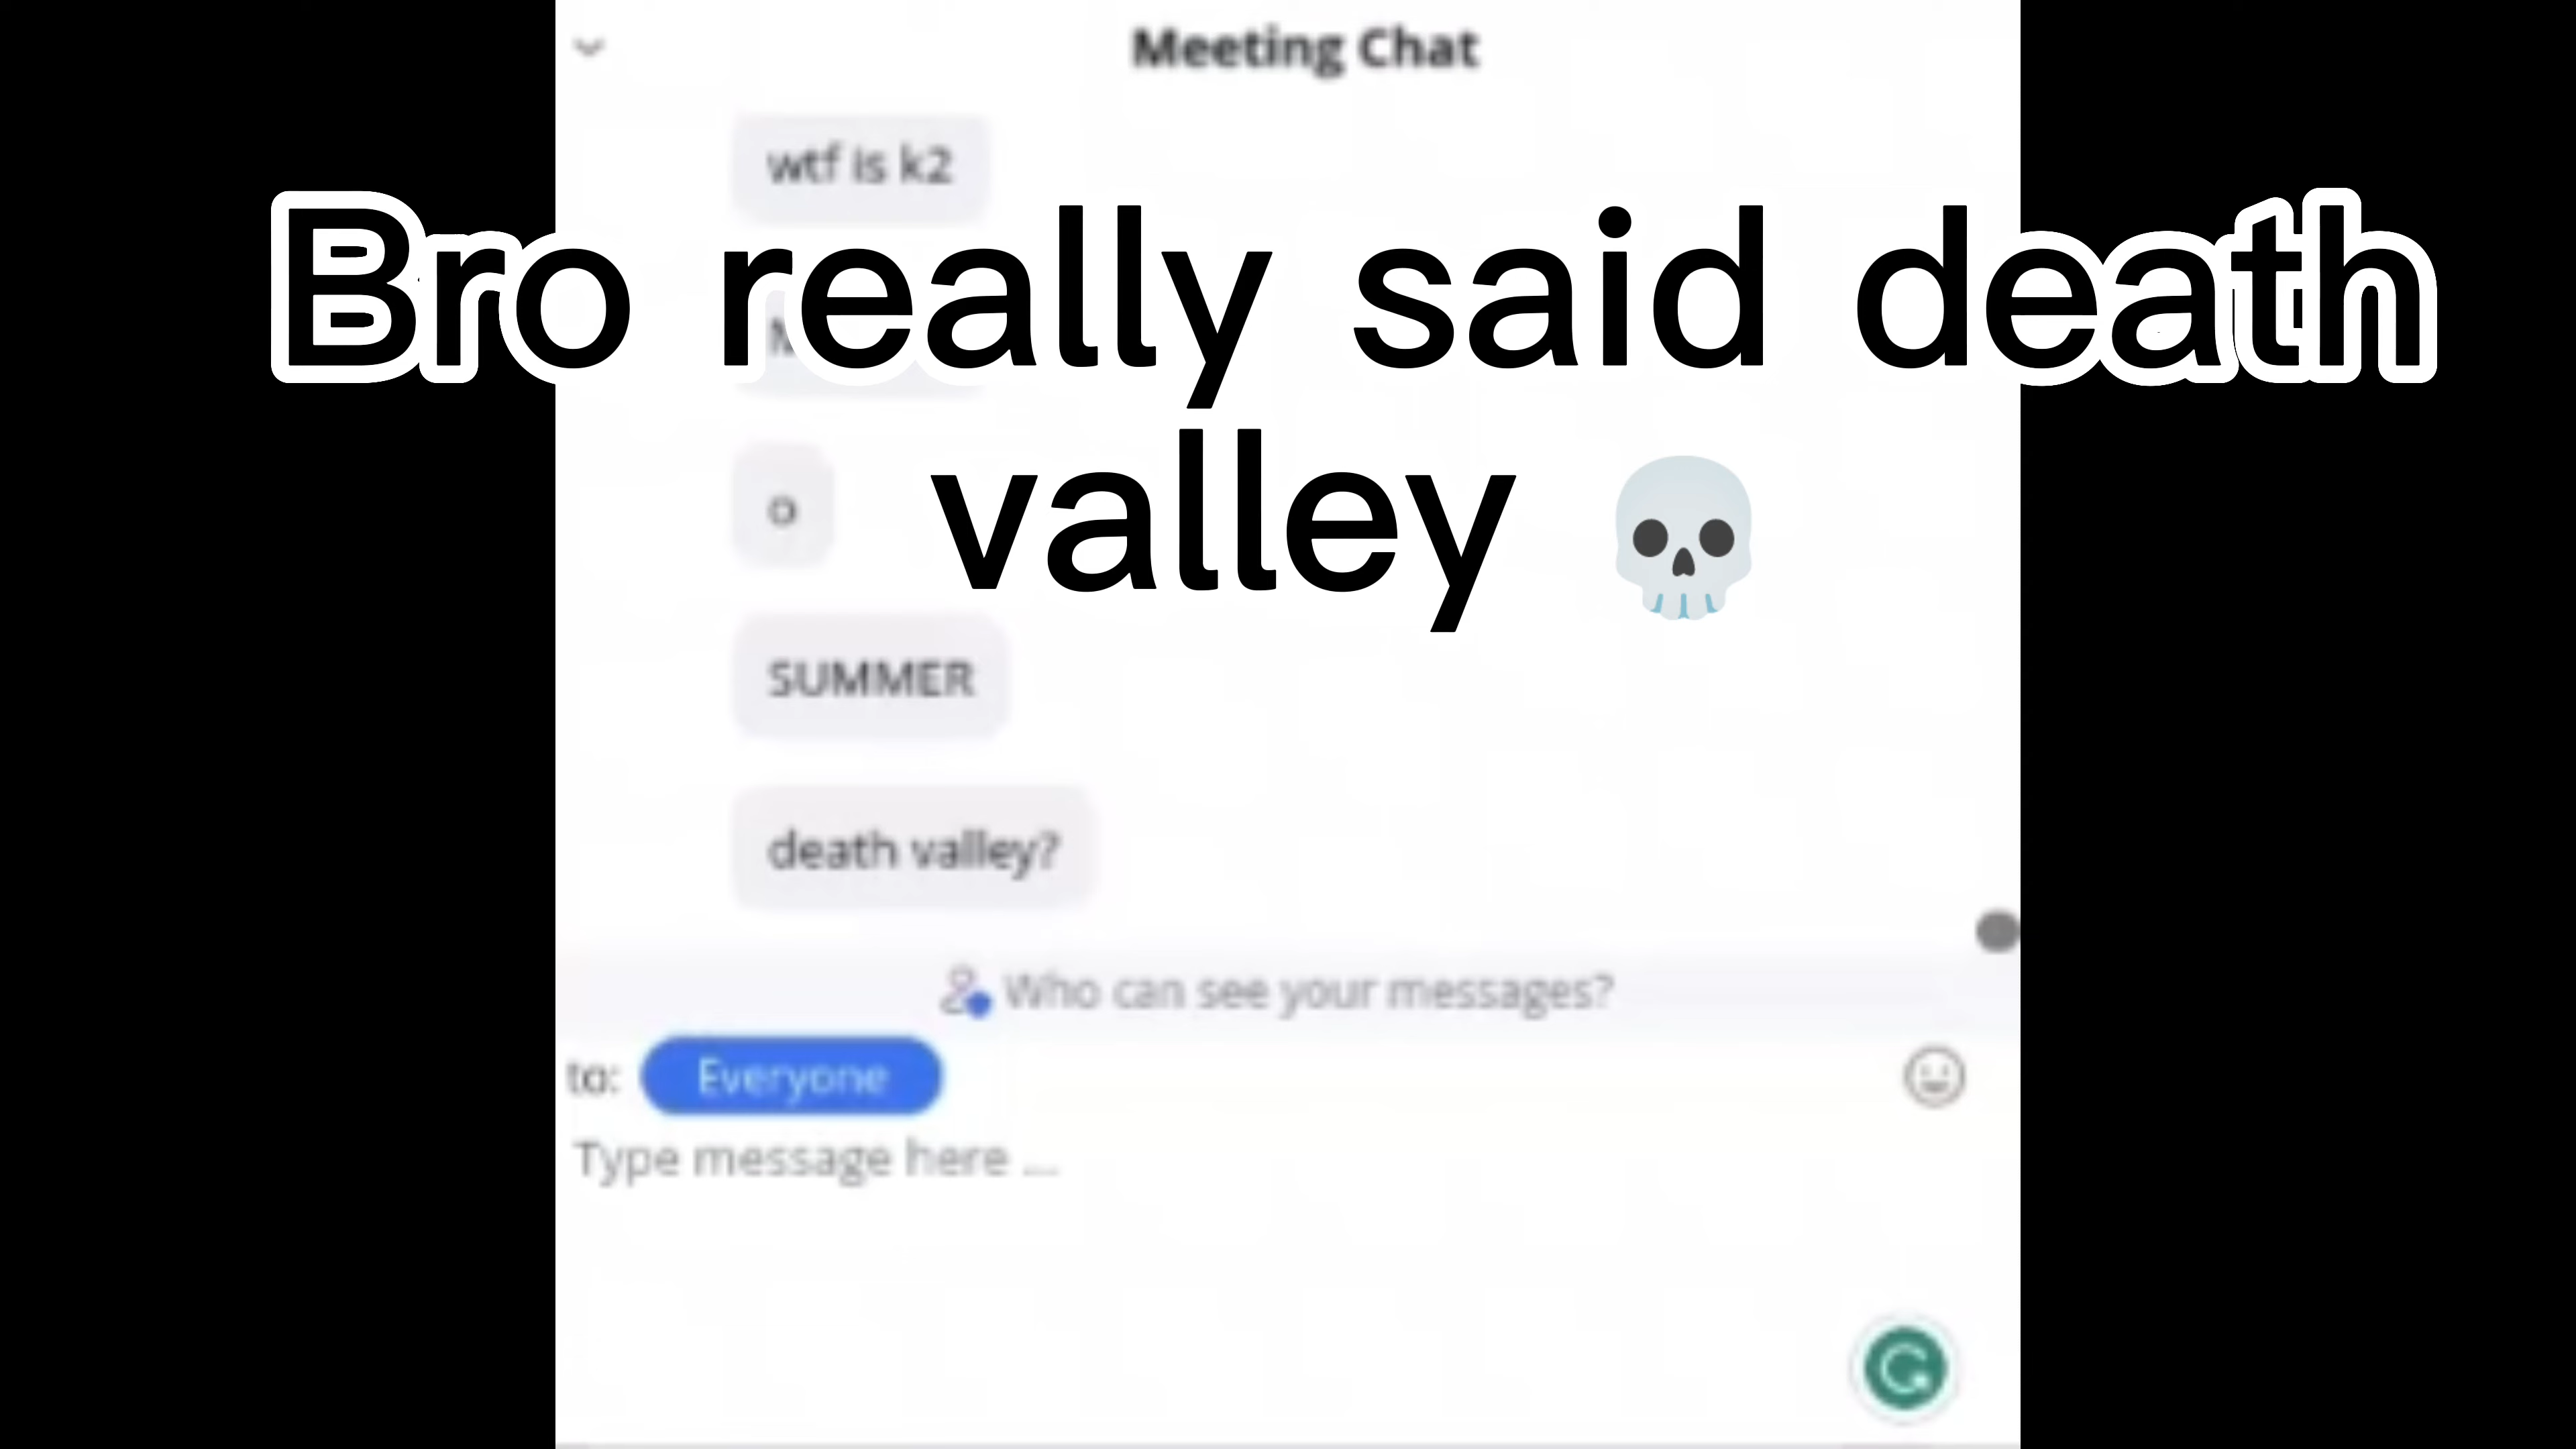 Meeting Chat
wtf is k2
Bro really said death
valley 💀
o
SUMMER
death valley?
Who can see your messages?
to: Everyone
Type message here ...